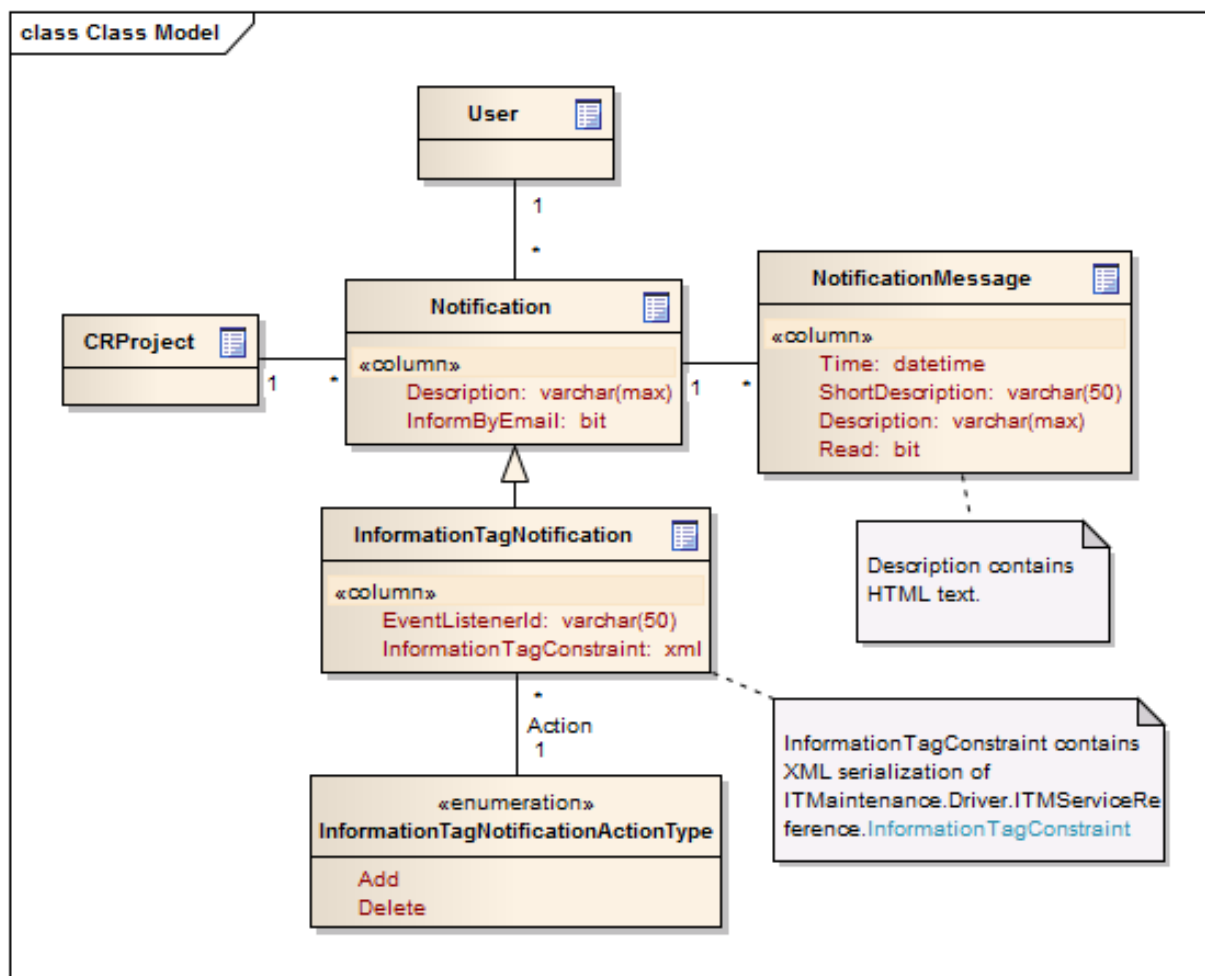 class Class Model
User
1
*
Notification
«column»
Description: varchar(max)
InformByEmail: bit
CRProject
1
*
1
*
NotificationMessage
«column»
Time: datetime
ShortDescription: varchar(50)
Description: varchar(max)
Read: bit
InformationTagNotification
«column»
EventListenerId: varchar(50)
InformationTagConstraint: xml
Description contains
HTML text.
*
Action
1
InformationTagConstraint contains
XML serialization of
ITMaintenance.Driver.ITMServiceRe
ference.InformationTagConstraint
«enumeration»
InformationTagNotificationActionType
Add
Delete